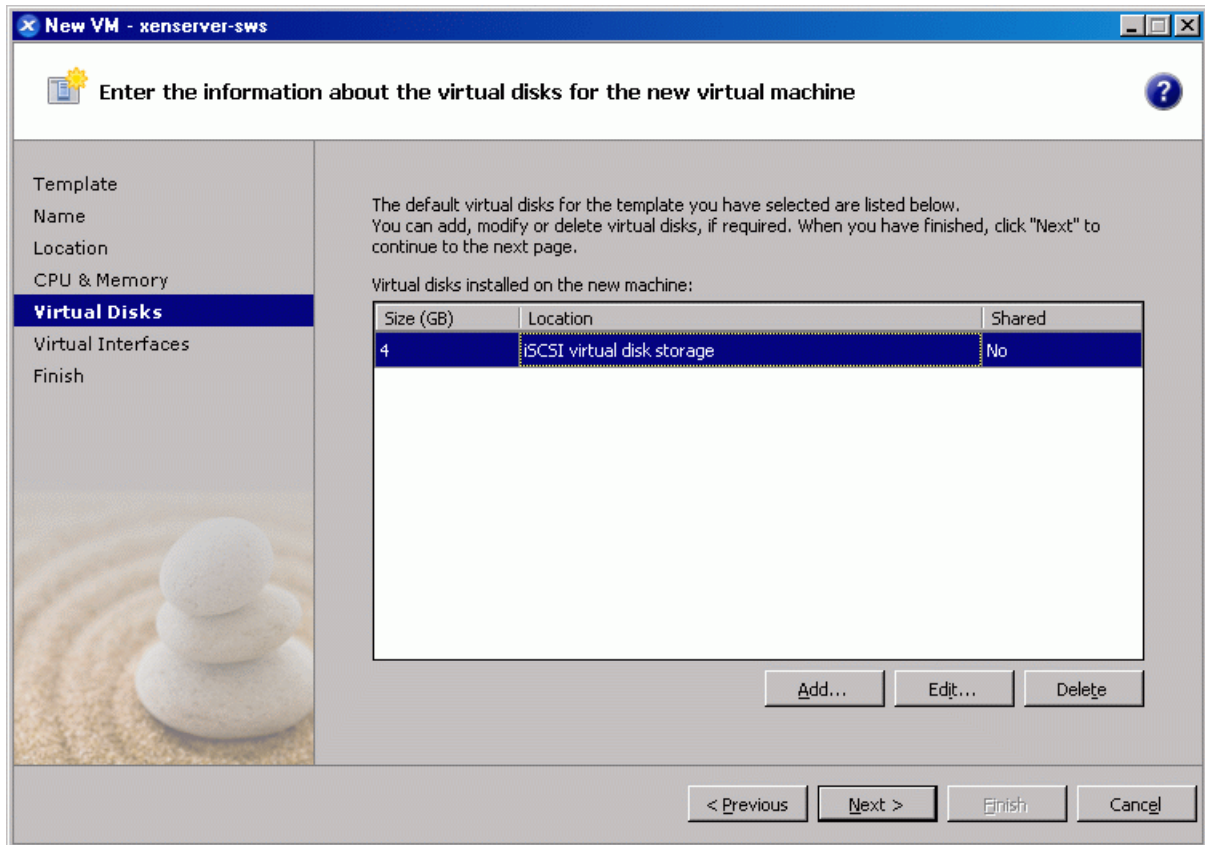 New VM - xenserver-sws
Enter the information about the virtual disks for the new virtual machine
?
Template
Name
Location
CPU & Memory
Virtual Disks
Virtual Interfaces
Finish
The default virtual disks for the template you have selected are listed below.
You can add, modify or delete virtual disks, if required. When you have finished, click "Next" to
continue to the next page.
Virtual disks installed on the new machine:
Size (GB) Location Shared
4 iSCSI virtual disk storage No
Add... Edit... Delete
< Previous Next > Finish Cancel